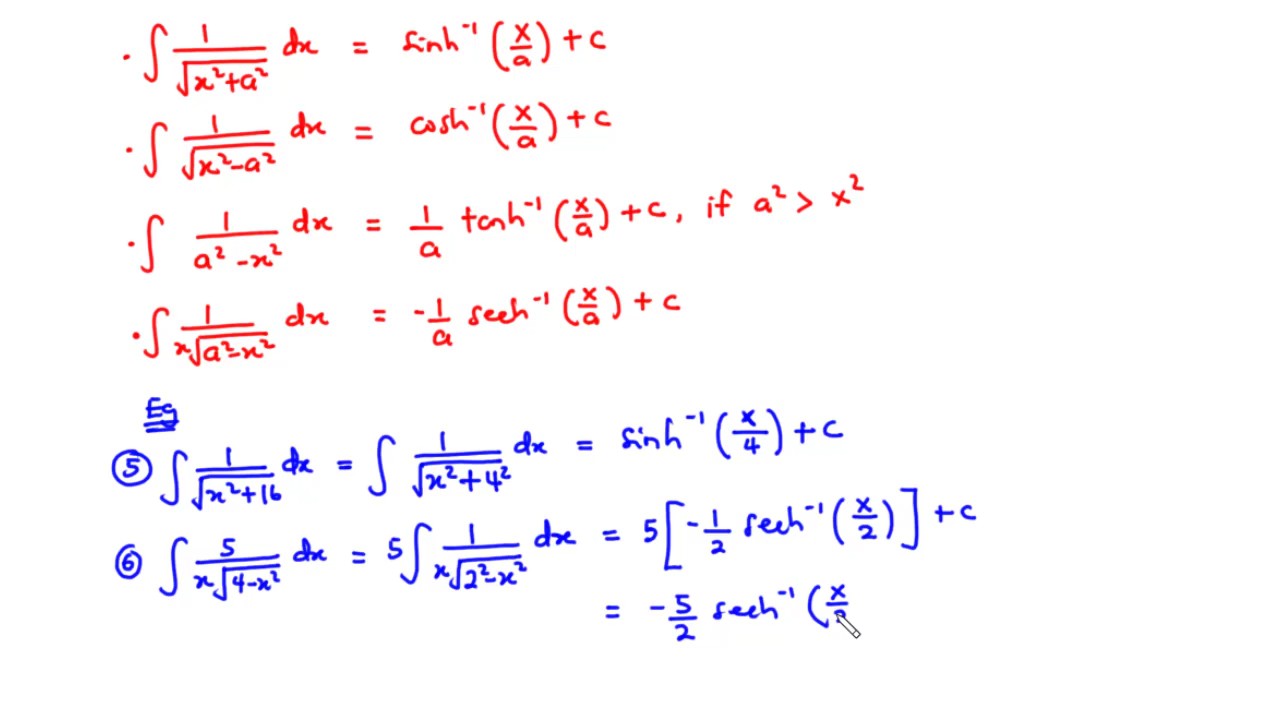 · ∫ 1/√(x²+a²) dx = sinh⁻¹(x/a) + c
· ∫ 1/√(x²-a²) dx = cosh⁻¹(x/a) + c
· ∫ 1/(a²-x²) dx = 1/a tanh⁻¹(x/a) + c, if a² > x²
· ∫ 1/(x√(a²-x²)) dx = -1/a sech⁻¹(x/a) + c
Eg
⑤ ∫ 1/√(x²+16) dx = ∫ 1/√(x²+4²) dx = sinh⁻¹(x/4) + c
⑥ ∫ 5/(x√(4-x²)) dx = 5 ∫ 1/(x√(2²-x²)) dx = 5[-1/2 sech⁻¹(x/2)] + c
= -5/2 sech⁻¹(x/